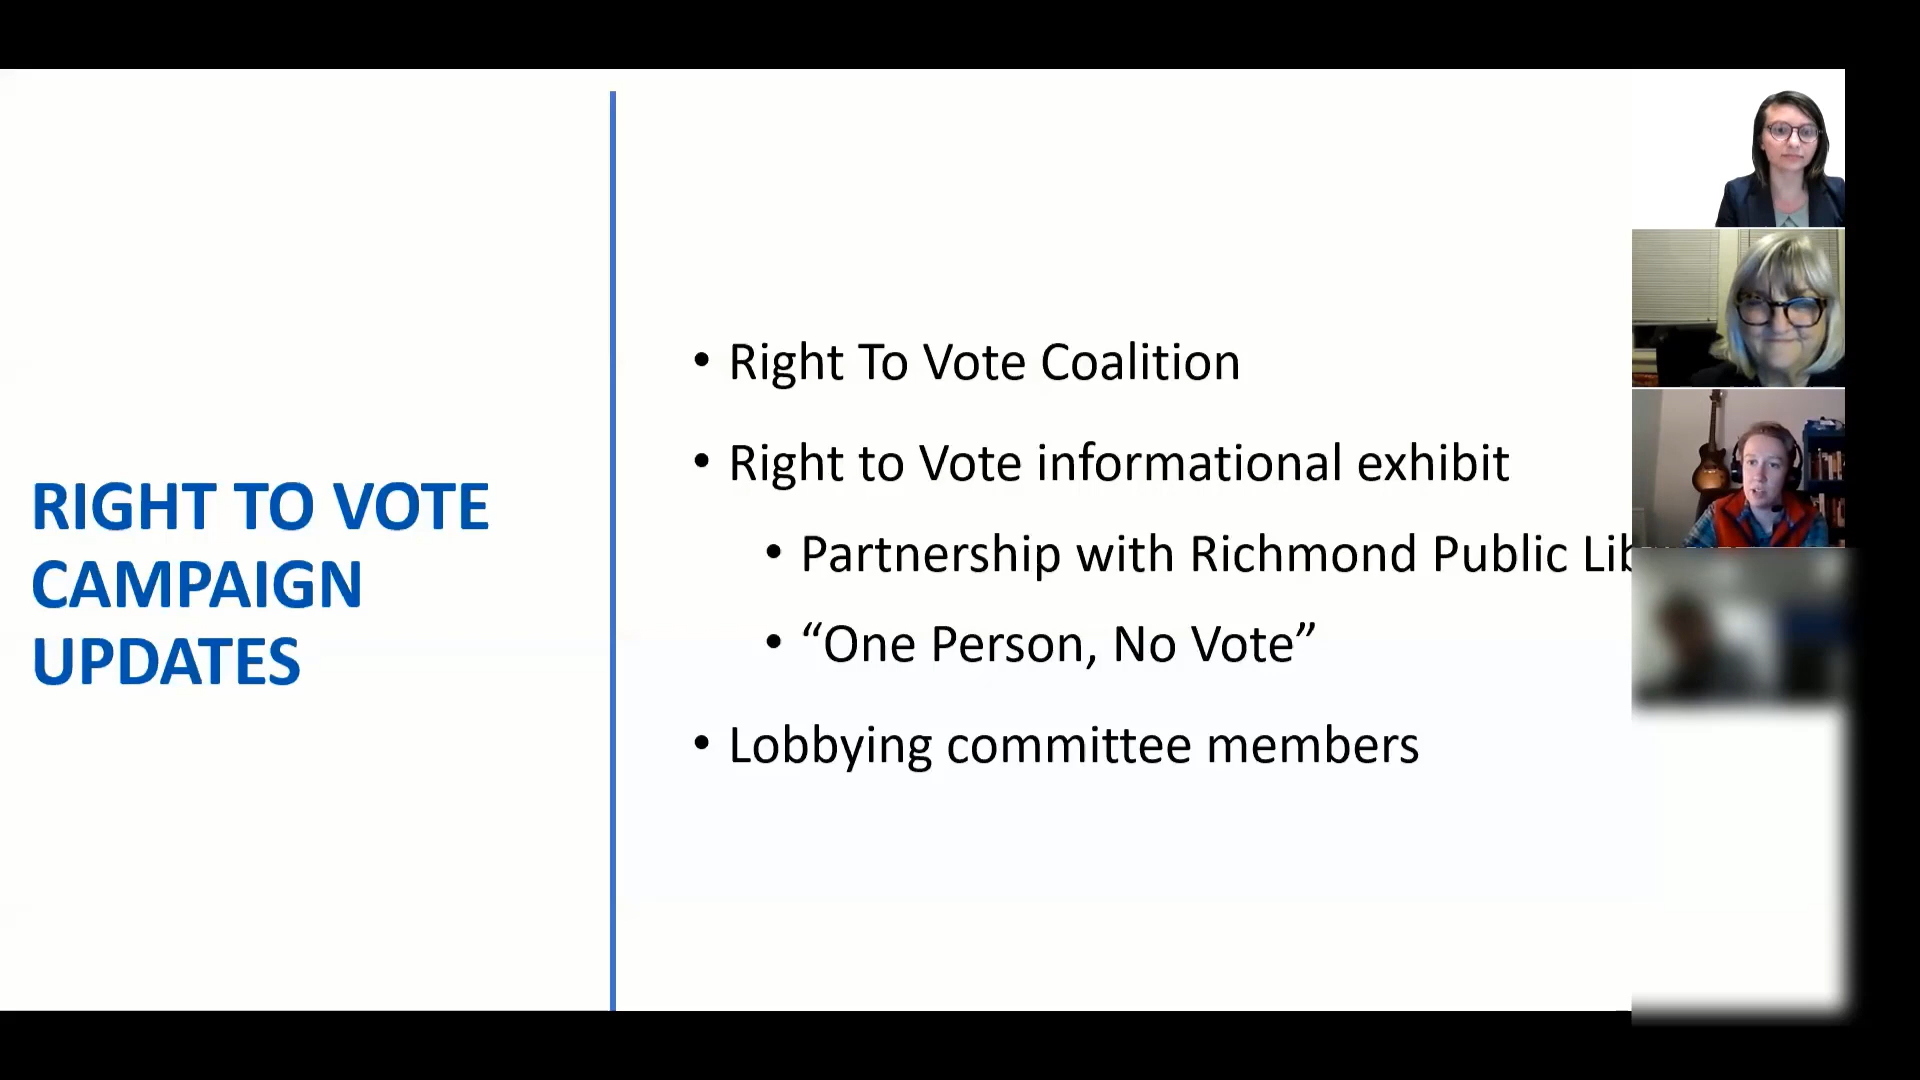 RIGHT TO VOTE
CAMPAIGN
UPDATES
• Right To Vote Coalition
• Right to Vote informational exhibit
• Partnership with Richmond Public
• “One Person, No Vote”
• Lobbying committee members